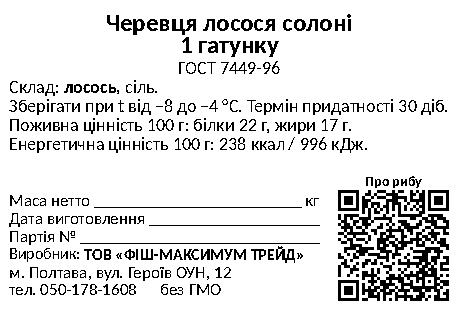 Черевця лосося солоні
1 гатунку
ГОСТ 7449-96
Склад: лосось, сіль.
Зберігати при t від −8 до −4 °С. Термін придатності 30 діб.
Поживна цінність 100 г: білки 22 г, жири 17 г.
Енергетична цінність 100 г: 238 ккал / 996 кДж.
Про рибу
Маса нетто ________________________ кг
Дата виготовлення ____________________
Партія № ____________________________
Виробник: ТОВ «ФІШ-МАКСИМУМ ТРЕЙД»
м. Полтава, вул. Героїв ОУН, 12
тел. 050-178-1608 без ГМО